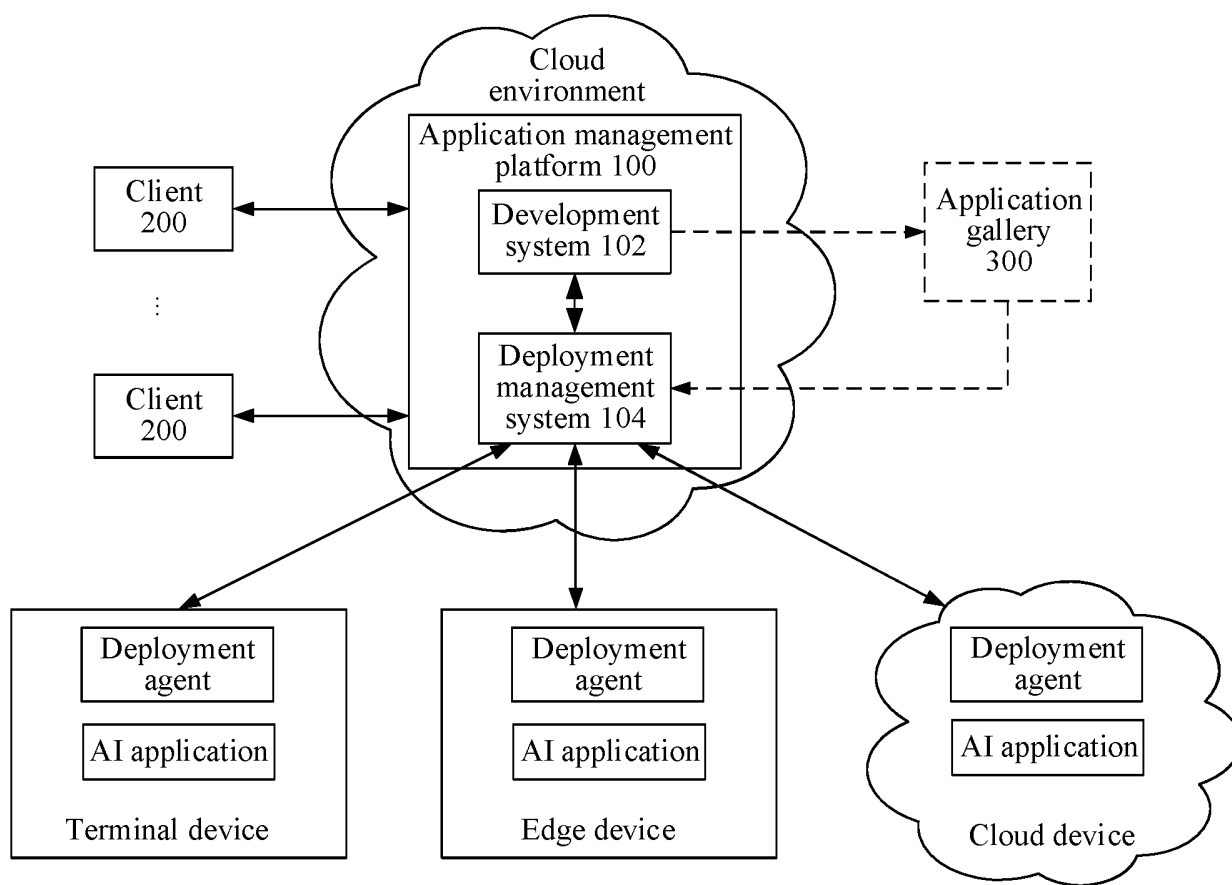 Cloud
environment
Application management
platform 100
Client
200
Development
system 102
Application
gallery
300
...
Deployment
management
system 104
Client
200
Deployment
agent
AI application
Terminal device
Deployment
agent
AI application
Edge device
Deployment
agent
AI application
Cloud device